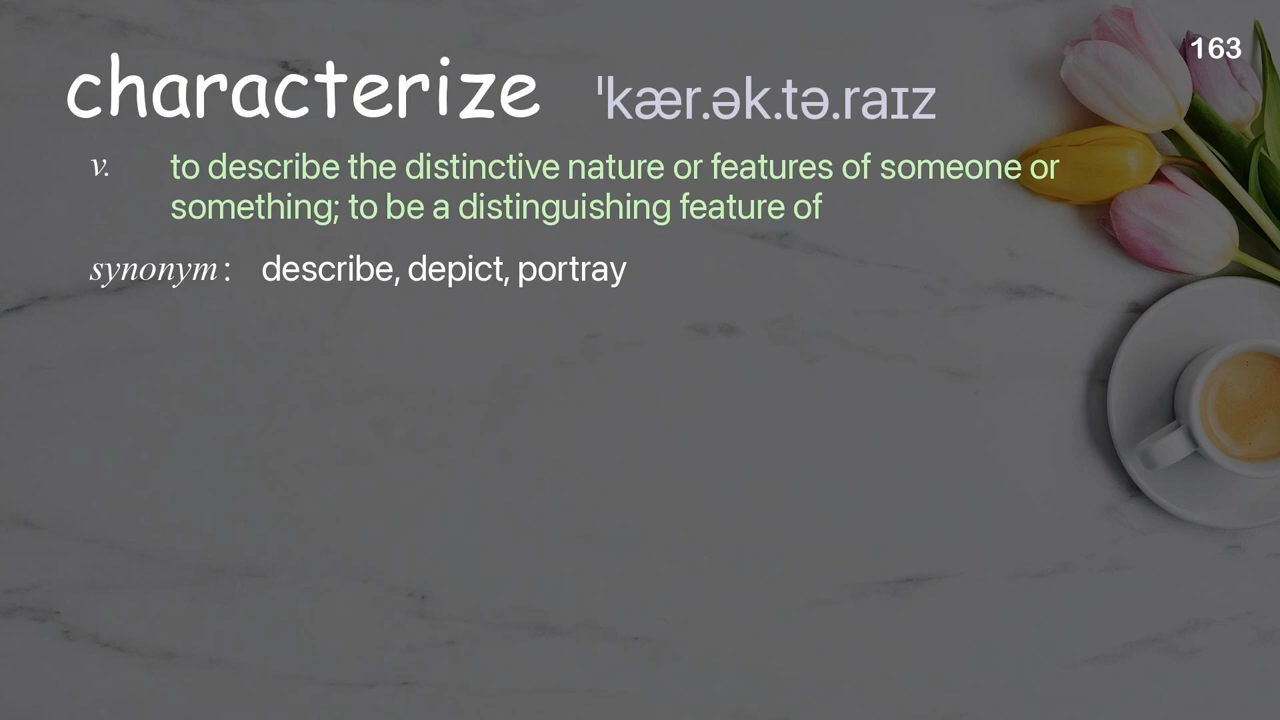 163
characterize ˈkær.ək.tə.raɪz
v. to describe the distinctive nature or features of someone or
something; to be a distinguishing feature of
synonym : describe, depict, portray